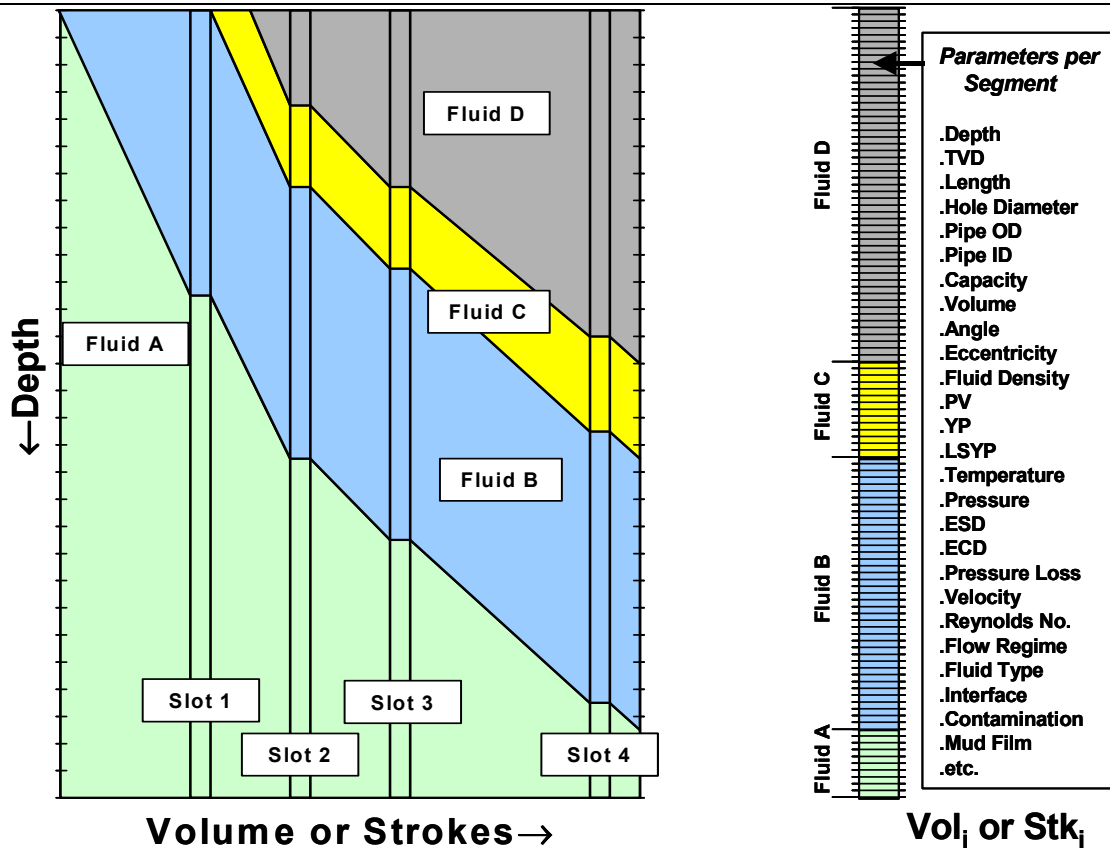 Fluid D
Fluid C
Fluid A
Fluid B
Slot 1
Slot 3
Slot 2
Slot 4
←Depth
Volume or Strokes→
Fluid D
Fluid C
Fluid B
Fluid A
Parameters per
Segment
.Depth
.TVD
.Length
.Hole Diameter
.Pipe OD
.Pipe ID
.Capacity
.Volume
.Angle
.Eccentricity
.Fluid Density
.PV
.YP
.LSYP
.Temperature
.Pressure
.ESD
.ECD
.Pressure Loss
.Velocity
.Reynolds No.
.Flow Regime
.Fluid Type
.Interface
.Contamination
.Mud Film
.etc.
Volj or Stkj